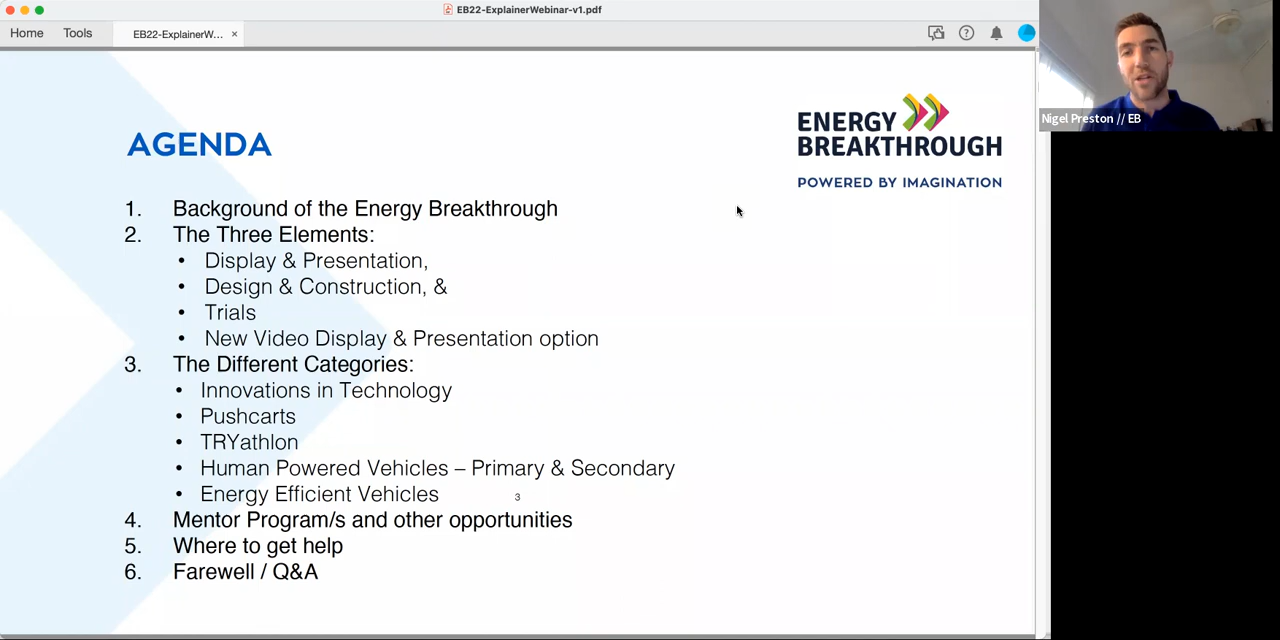 EB22-ExplainerWebinar-v1.pdf
Home Tools EB22-ExplainerW... ×
?
Nigel Preston // EB
ENERGY
BREAKTHROUGH
POWERED BY IMAGINATION
AGENDA
1. Background of the Energy Breakthrough
2. The Three Elements:
• Display & Presentation,
• Design & Construction, &
• Trials
• New Video Display & Presentation option
3. The Different Categories:
• Innovations in Technology
• Pushcarts
• TRYathlon
• Human Powered Vehicles – Primary & Secondary
• Energy Efficient Vehicles
3
4. Mentor Program/s and other opportunities
5. Where to get help
6. Farewell / Q&A